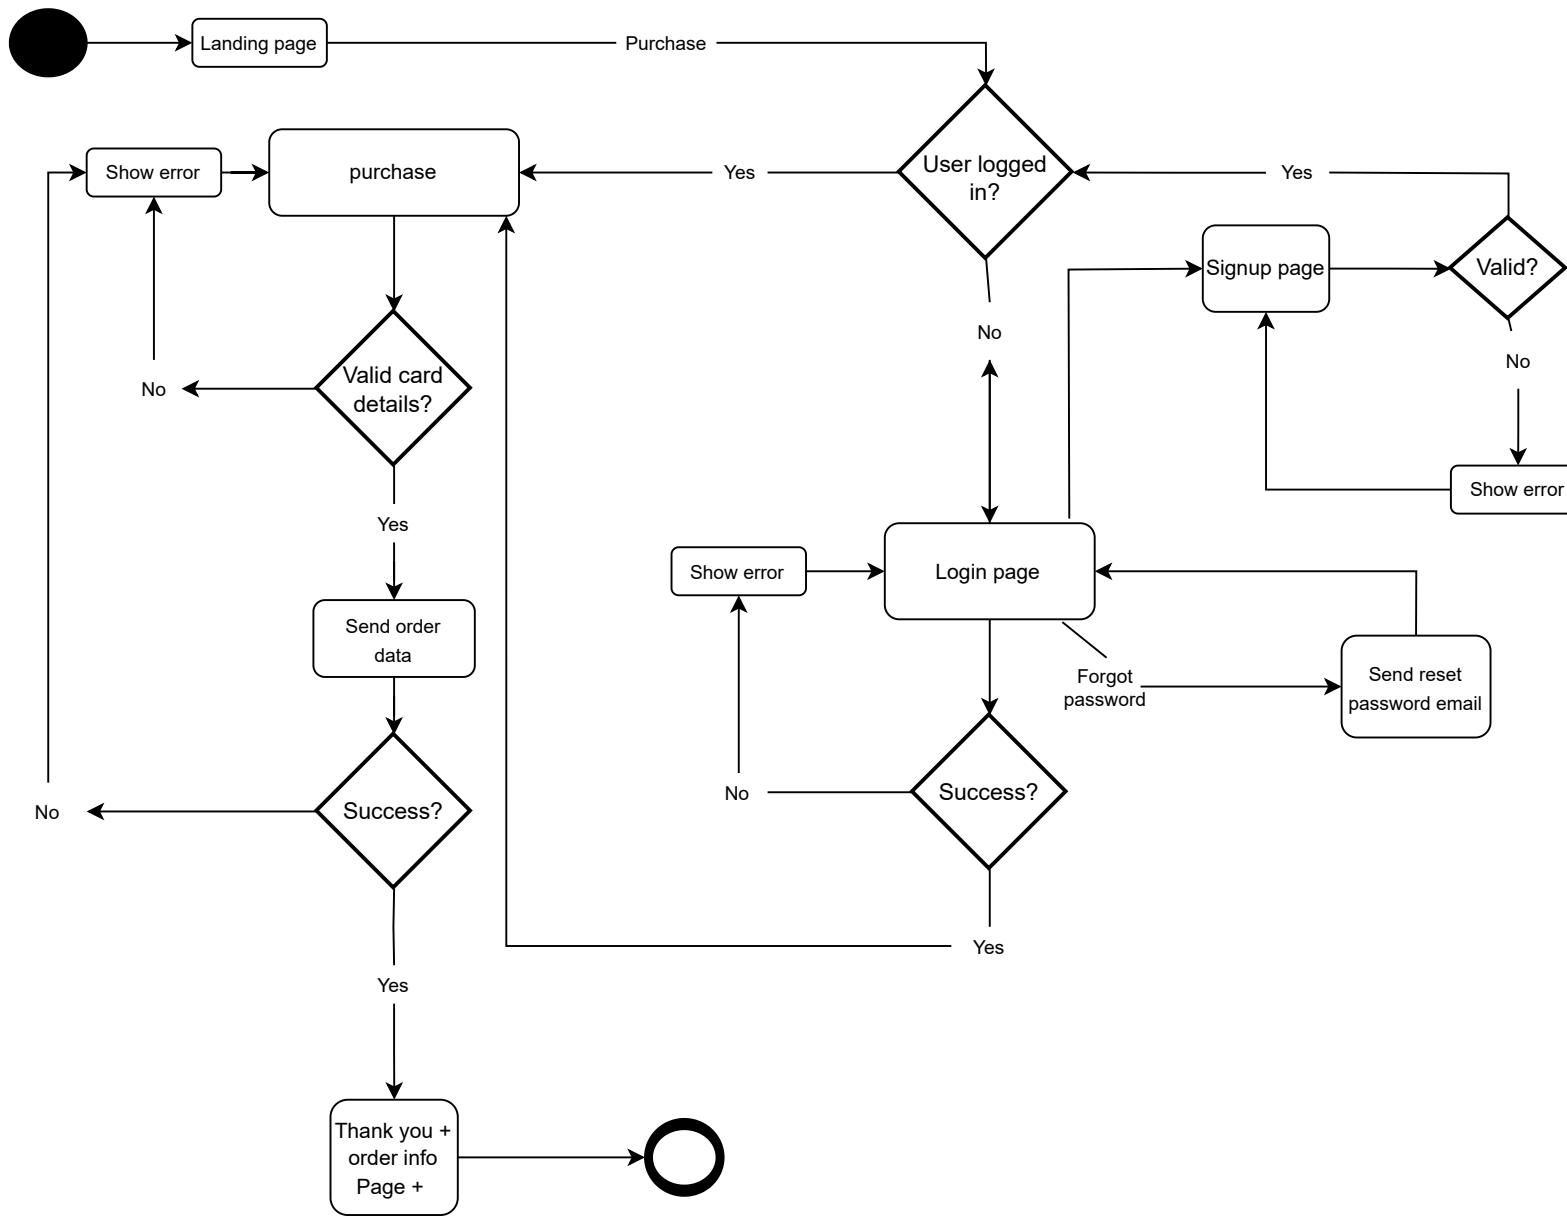 Landing page
Purchase
Show error
purchase
Yes
User logged
in?
Yes
Signup page
Valid?
No
No
Valid card
details?
No
Show error
Yes
Show error
Login page
Send order
data
Forgot
password
Send reset
password email
No
Success?
No
Success?
Yes
Yes
Thank you +
order info
Page +